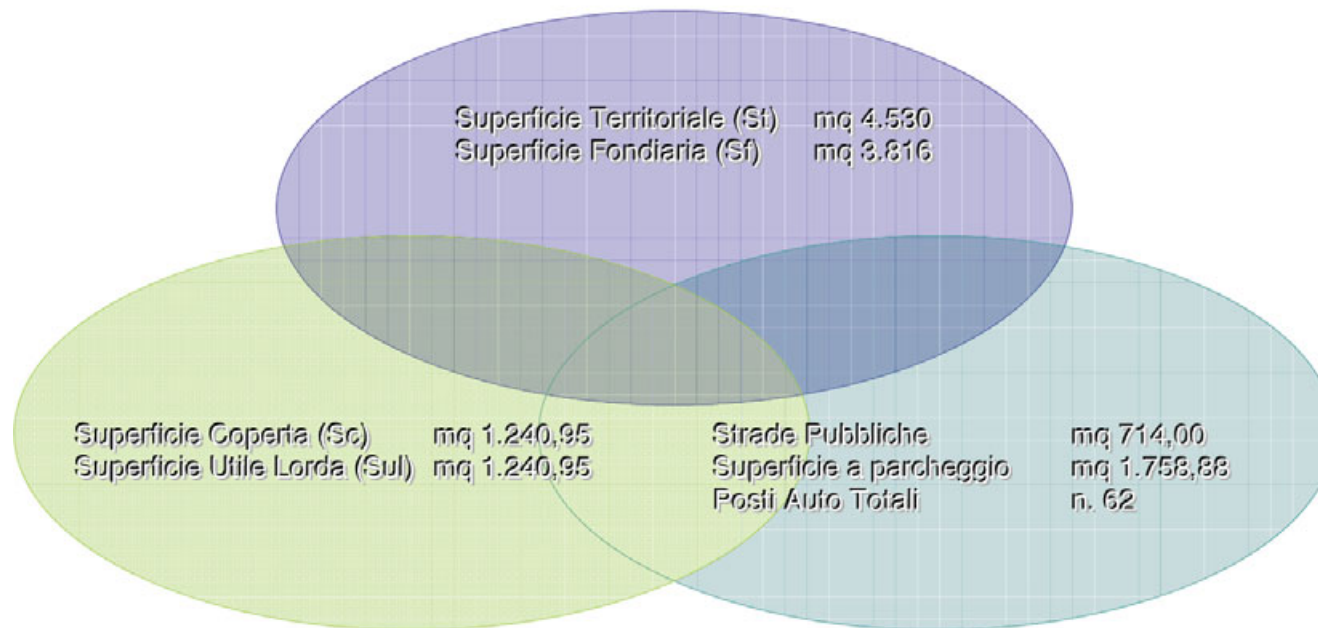 Superficie Territoriale (St) mq 4.530
Superficie Fondiaria (Sf) mq 3.816
Superficie Coperta (Sc) mq 1.240,95
Superficie Utile Lorda (Sul) mq 1.240,95
Strade Pubbliche mq 714,00
Superficie a parcheggio mq 1.758,88
Posti Auto Totali n. 62